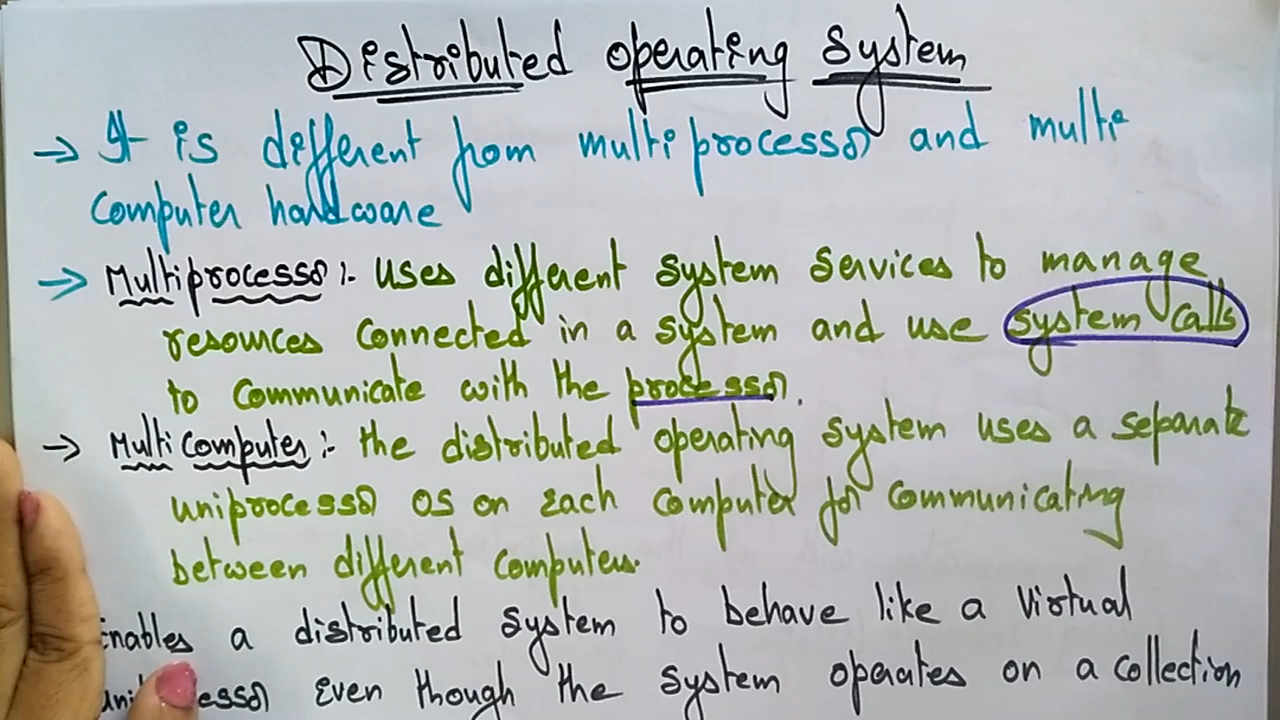 Distributed operating system
→ It is different from multiprocessor and multi
computer hardware
→ Multiprocessor :- uses different system services to manage
resources connected in a system and use system calls
to communicate with the processor.
→ Multi computer :- the distributed operating system uses a separate
uniprocessor OS on each computer for communicating
between different computers.
Enables a distributed system to behave like a virtual
even though the system operates on a collection